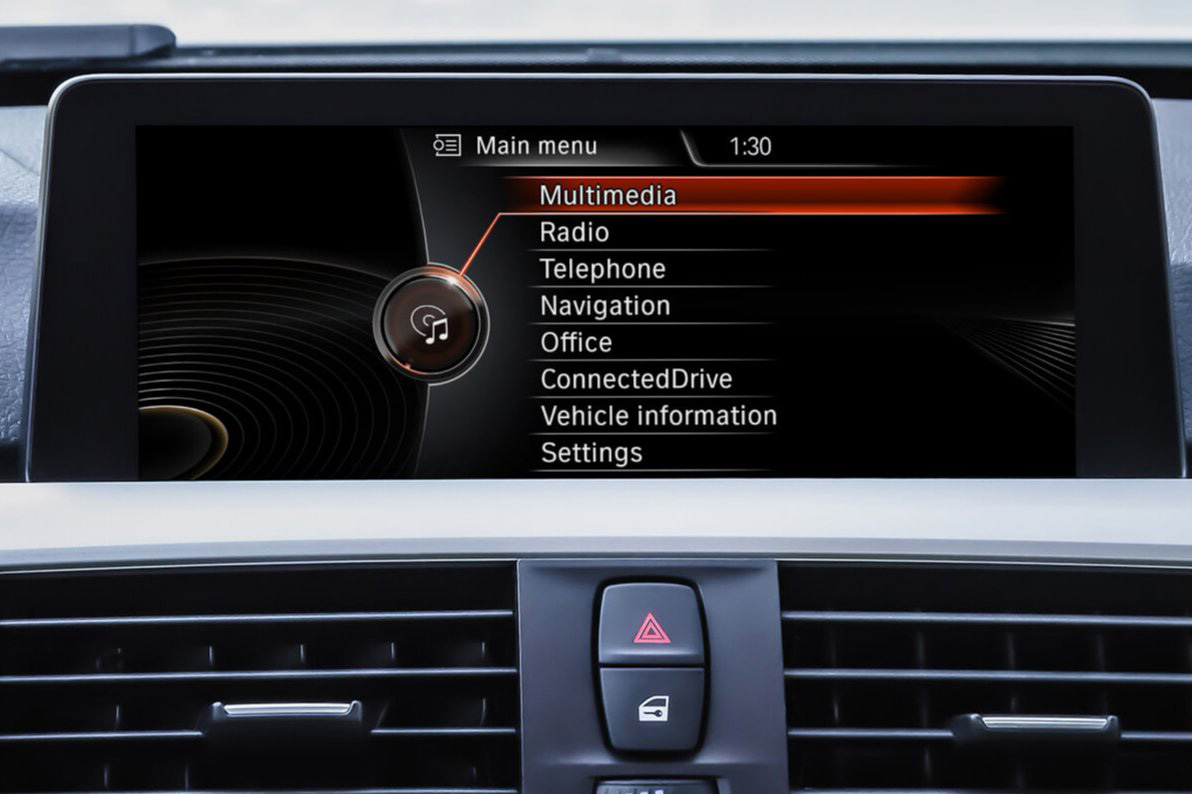 Main menu
1:30
Multimedia
Radio
Telephone
Navigation
Office
ConnectedDrive
Vehicle information
Settings